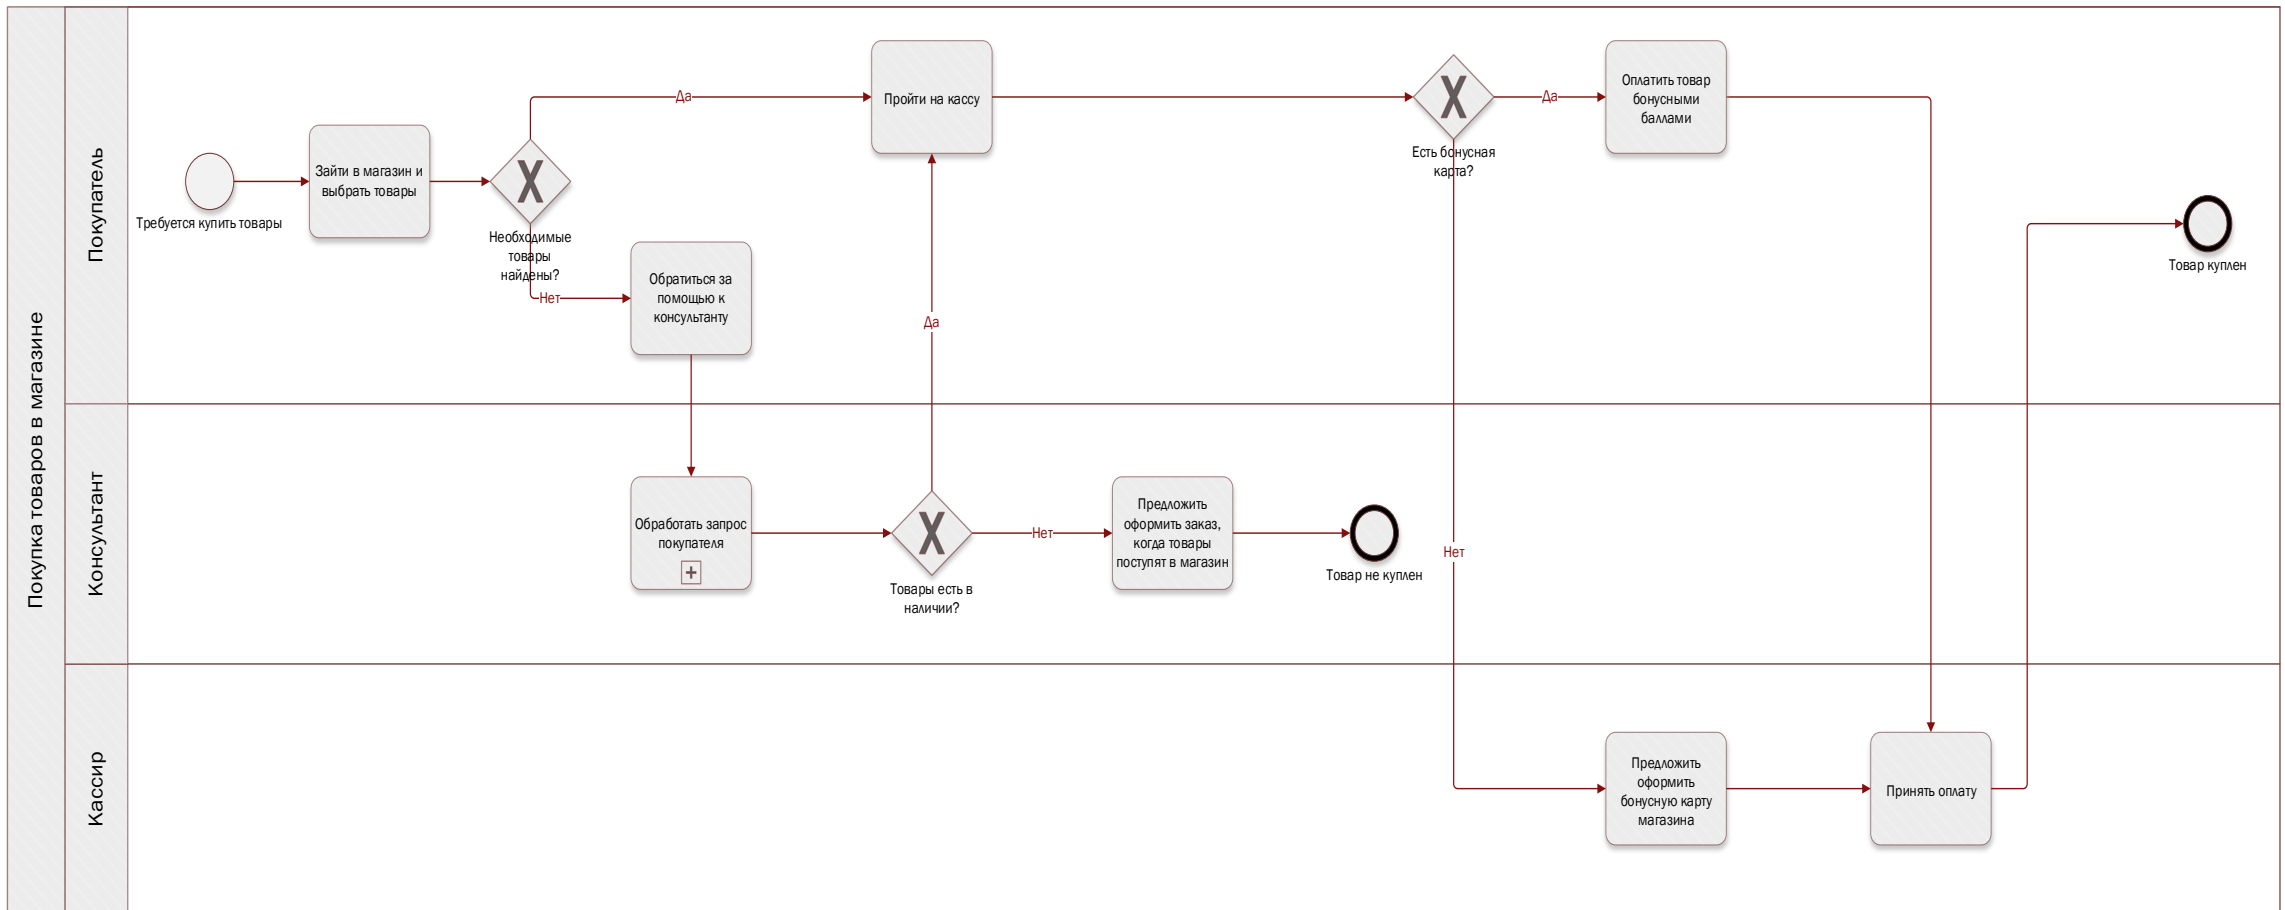 Покупка товаров в магазине
Покупатель
Требуется купить товары
Зайти в магазин и
выбрать товары
Необходимые
товары
найдены?
Да
Нет
Обратиться за
помощью к
консультанту
Пройти на кассу
Да
Есть бонусная
карта?
Да
Нет
Оплатить товар
бонусными
баллами
Товар куплен
Консультант
Обработать запрос
покупателя
Товары есть в
наличии?
Нет
Предложить
оформить заказ,
когда товары
поступят в магазин
Товар не куплен
Кассир
Предложить
оформить
бонусную карту
магазина
Принять оплату